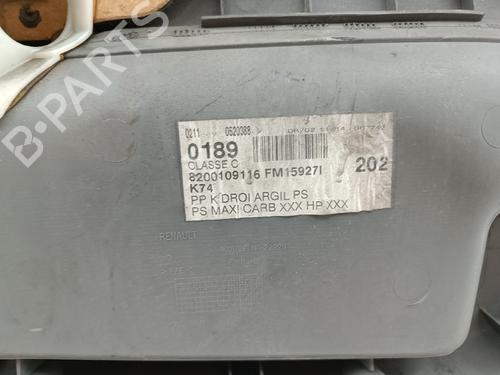 B-PARTS
0211 0620388
0189
CLASSE C
8200109116 FM15927I
202
K74
PP K DROI ARGIL PS
PS MAXI CARB XXX HP XXX
RENAULT